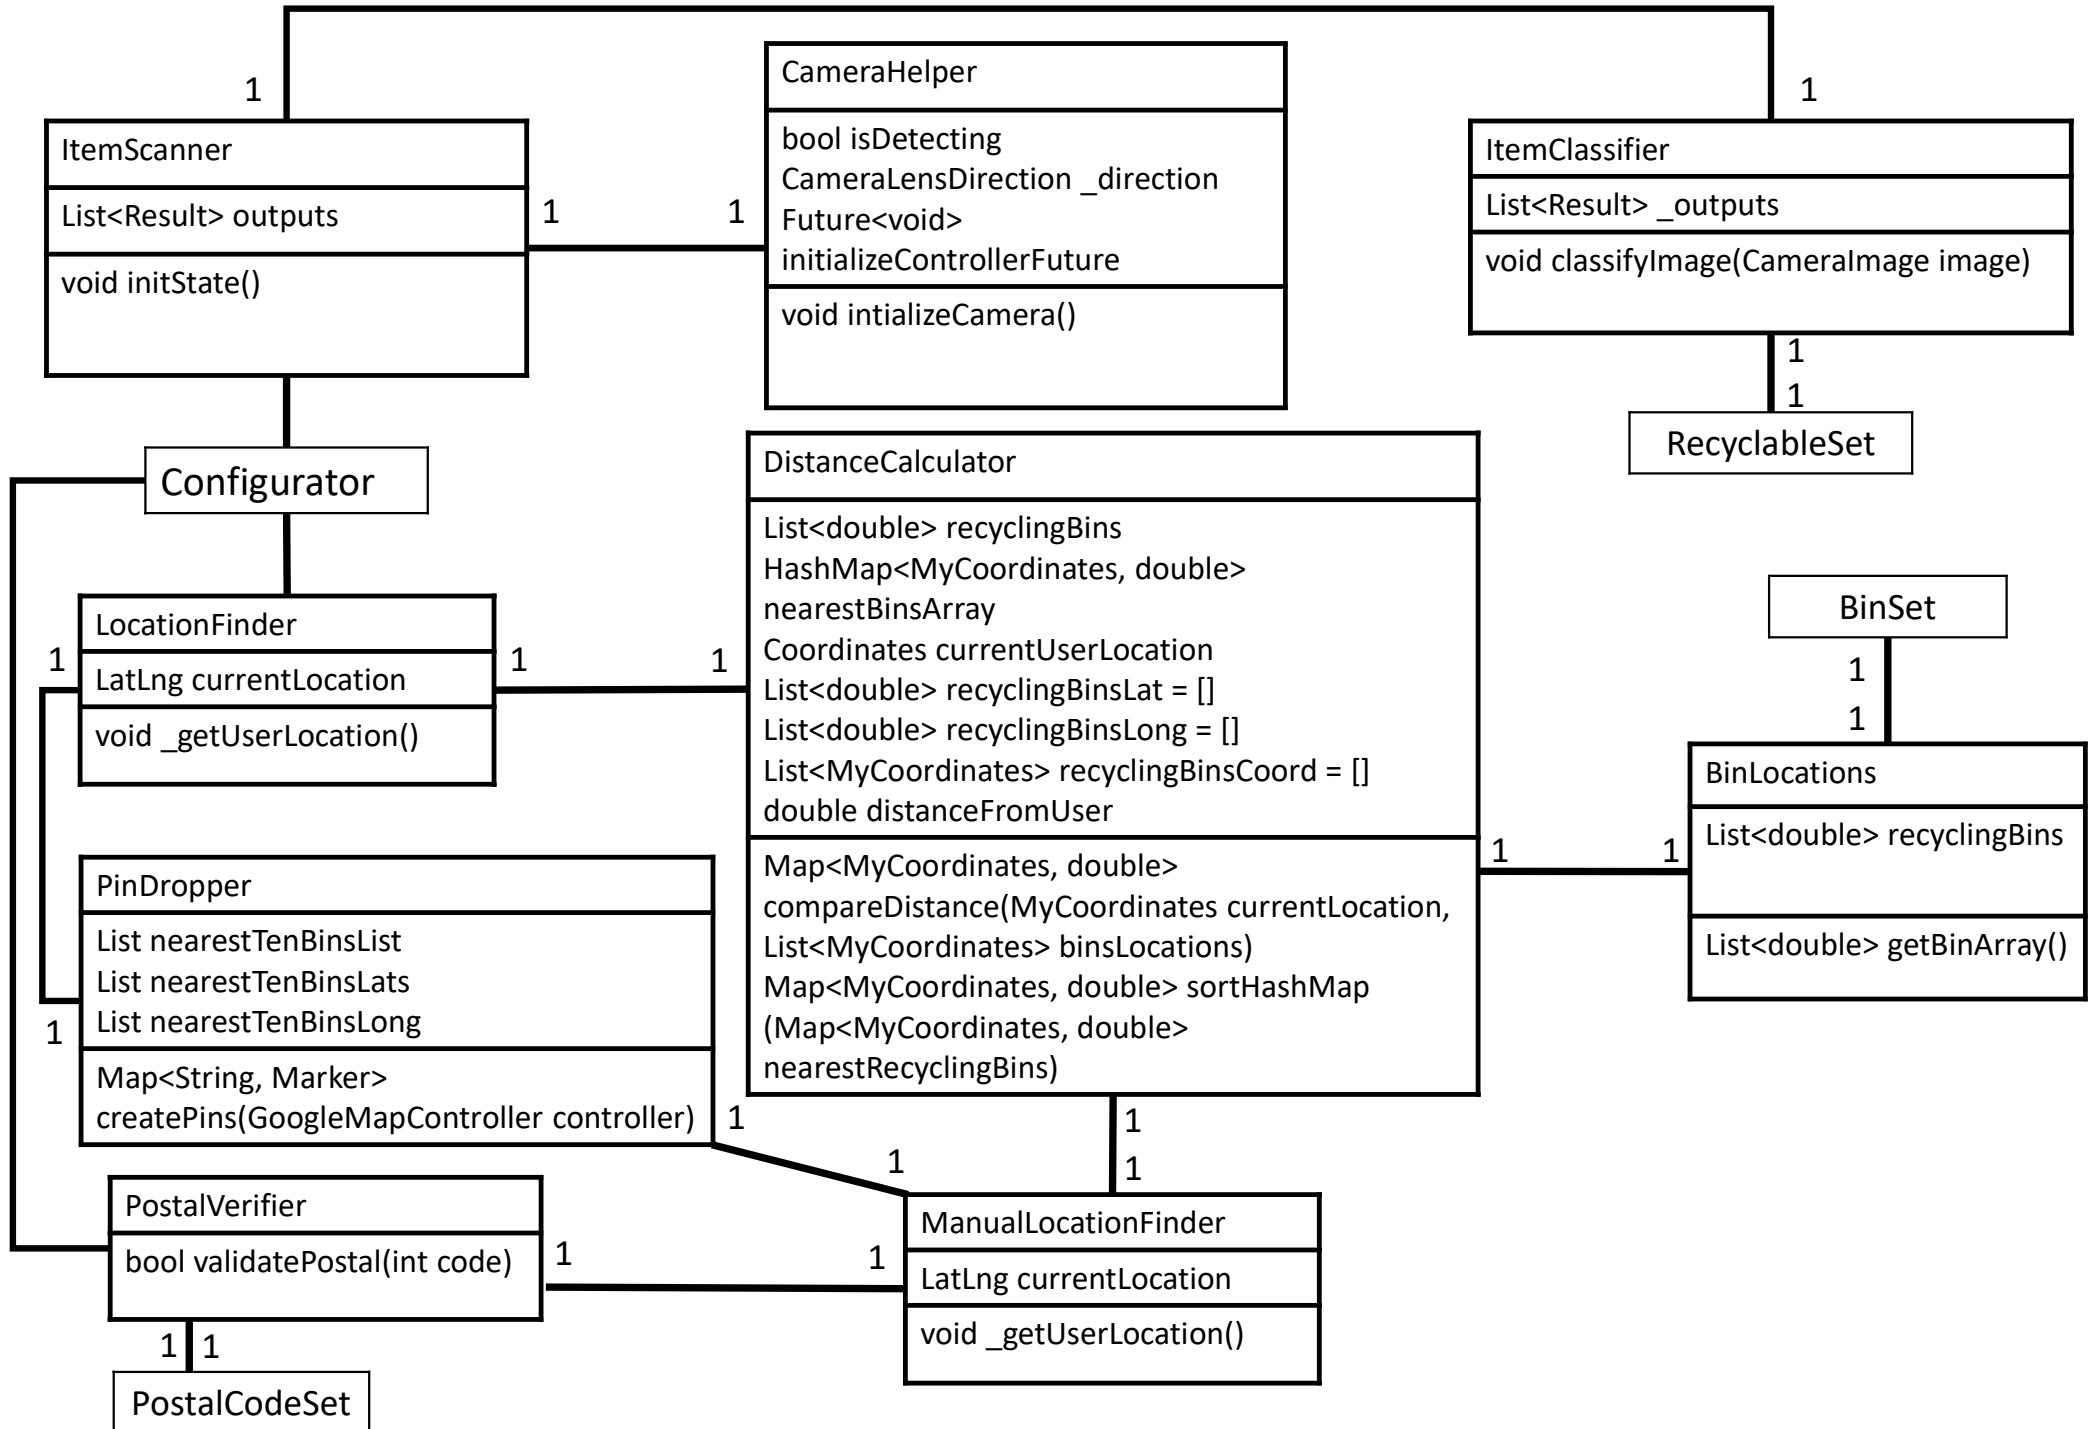 1
1
CameraHelper
bool isDetecting
CameraLensDirection _direction
Future<void>
initializeControllerFuture
void intializeCamera()
ItemScanner
List<Result> outputs
void initState()
1
1
ItemClassifier
List<Result> _outputs
void classifyImage(CameraImage image)
1
1
RecyclableSet
Configurator
DistanceCalculator
List<double> recyclingBins
HashMap<MyCoordinates, double>
nearestBinsArray
Coordinates currentUserLocation
List<double> recyclingBinsLat = []
List<double> recyclingBinsLong = []
List<MyCoordinates> recyclingBinsCoord = []
double distanceFromUser
Map<MyCoordinates, double>
compareDistance(MyCoordinates currentLocation,
List<MyCoordinates> binsLocations)
Map<MyCoordinates, double> sortHashMap
(Map<MyCoordinates, double>
nearestRecyclingBins)
LocationFinder
LatLng currentLocation
void _getUserLocation()
1
1
1
BinSet
1
1
BinLocations
List<double> recyclingBins
List<double> getBinArray()
1
1
PinDropper
List nearestTenBinsList
List nearestTenBinsLats
List nearestTenBinsLong
Map<String, Marker>
createPins(GoogleMapController controller)
1
1
1
1
1
PostalVerifier
bool validatePostal(int code)
1
1
ManualLocationFinder
LatLng currentLocation
void _getUserLocation()
1
1
PostalCodeSet